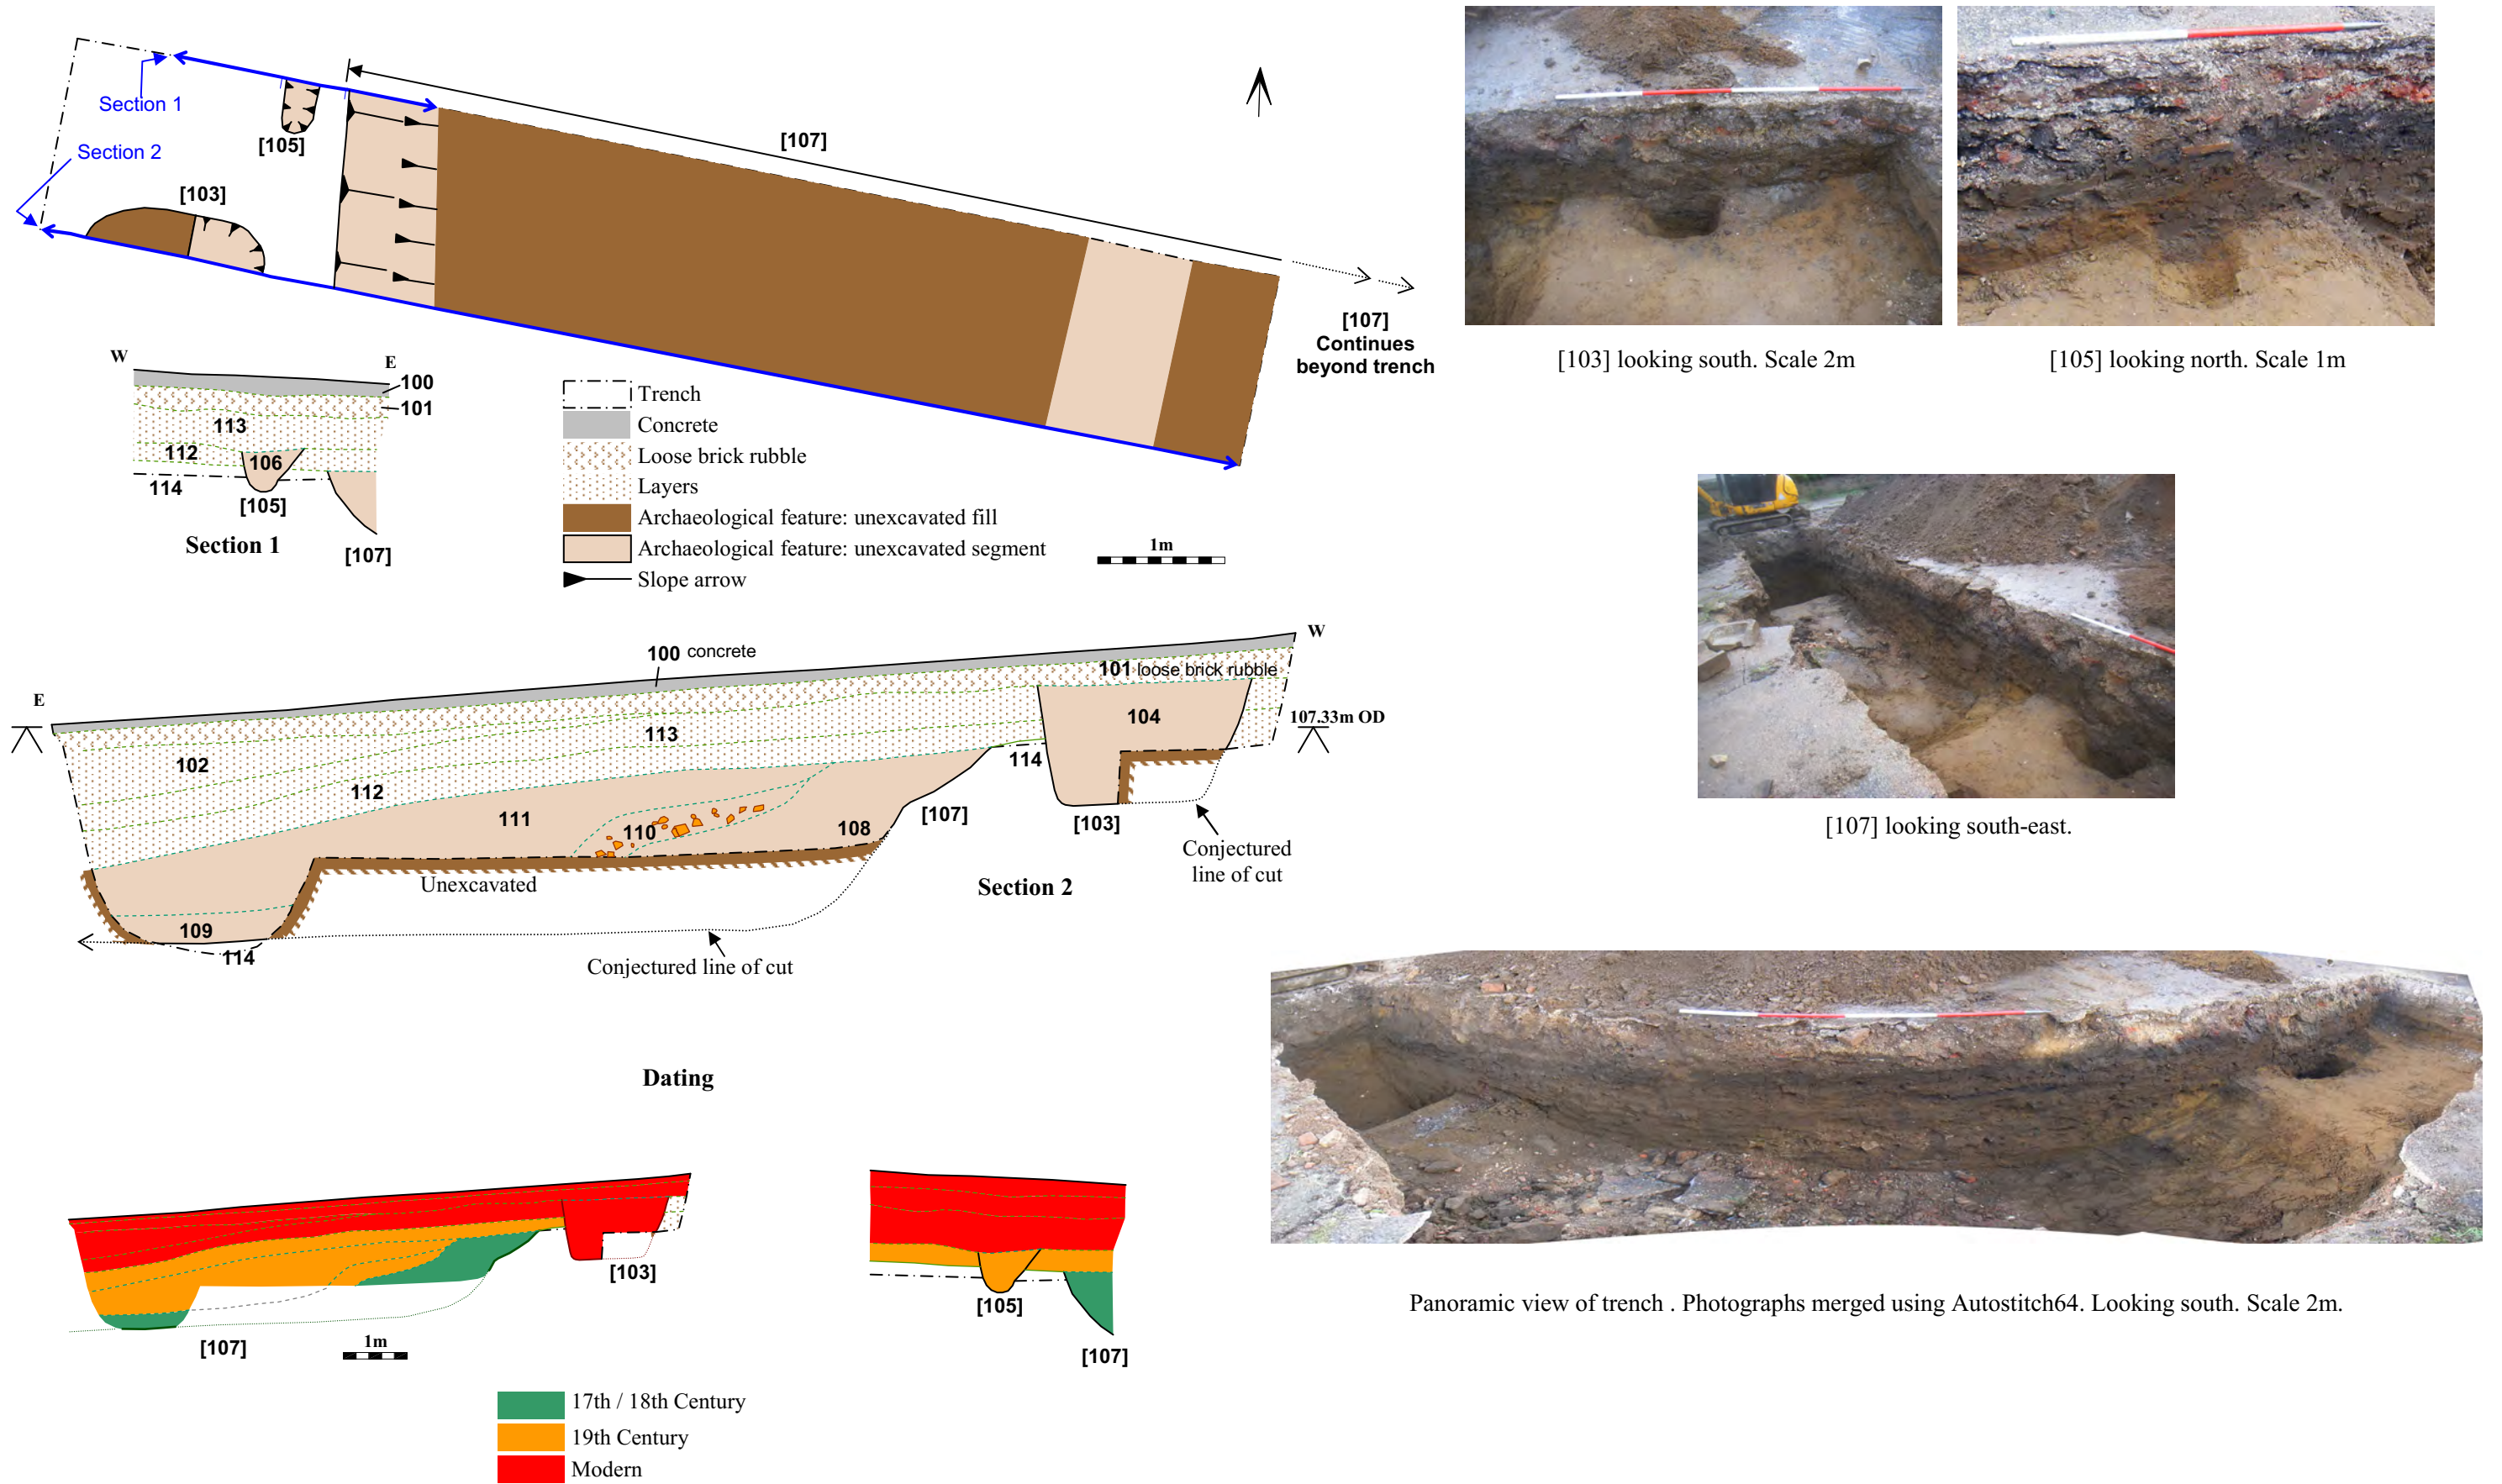 Section 1
Section 2
[105]
[103]
[107]
[107]
Continues
beyond trench
W
E
100
101
113
112
106
114
[105]
Section 1
[107]
Trench
Concrete
Loose brick rubble
Layers
Archaeological feature: unexcavated fill
Archaeological feature: unexcavated segment
Slope arrow
1m
[103] looking south. Scale 2m
[105] looking north. Scale 1m
[107] looking south-east.
E
W
100 concrete
101 loose brick rubble
107.33m OD
104
113
102
112
114
111
110
108
[107]
[103]
Conjectured
line of cut
Unexcavated
Section 2
109
114
Conjectured line of cut
Dating
[103]
[107]
1m
[105]
[107]
17th / 18th Century
19th Century
Modern
Panoramic view of trench . Photographs merged using Autostitch64. Looking south. Scale 2m.